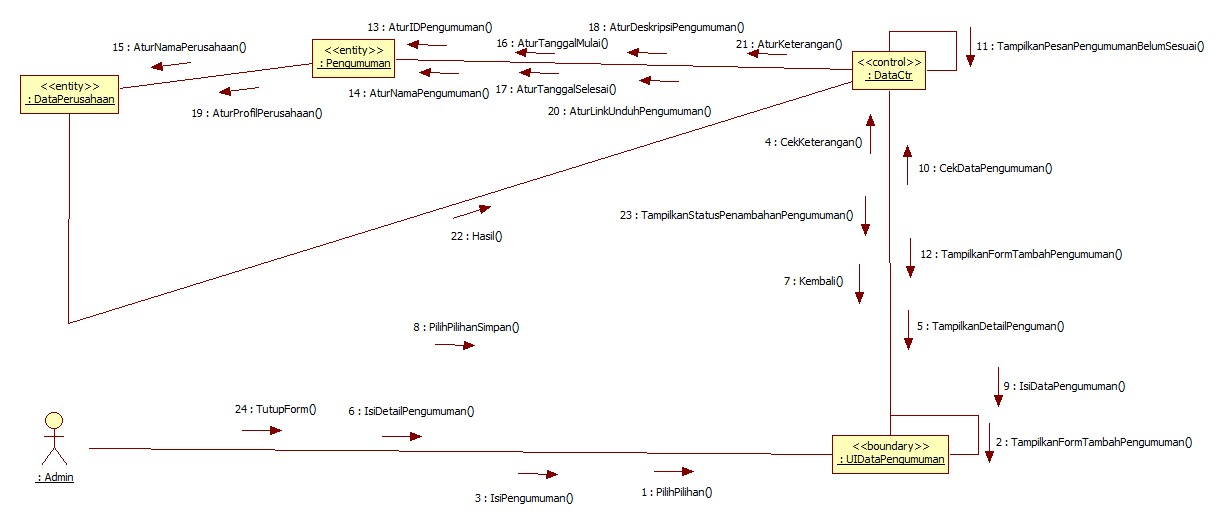 13 : AturIDPengumuman()
18 : AturDeskripsiPengumuman()
15 : AturNamaPerusahaan()
16 : AturTanggalMulai()
21 : AturKeterangan()
11 : TampilkanPesanPengumumanBelumSesuai()
<<entity>>
: Pengumuman
<<control>>
: DataCtr
<<entity>>
: DataPerusahaan
14 : AturNamaPengumuman()
17 : AturTanggalSelesai()
19 : AturProfilPerusahaan()
20 : AturLinkUnduhPengumuman()
4 : CekKeterangan()
10 : CekDataPengumuman()
23 : TampilkanStatusPenambahanPengumuman()
22 : Hasil()
12 : TampilkanFormTambahPengumuman()
7 : Kembali()
8 : PilihPilihanSimpan()
5 : TampilkanDetailPenguman()
9 : IsiDataPengumuman()
24 : TutupForm()
6 : IsiDetailPengumuman()
2 : TampilkanFormTambahPengumuman()
<<boundary>>
: UIDataPengumuman
: Admin
3 : IsiPengumuman()
1 : PilihPilihan()